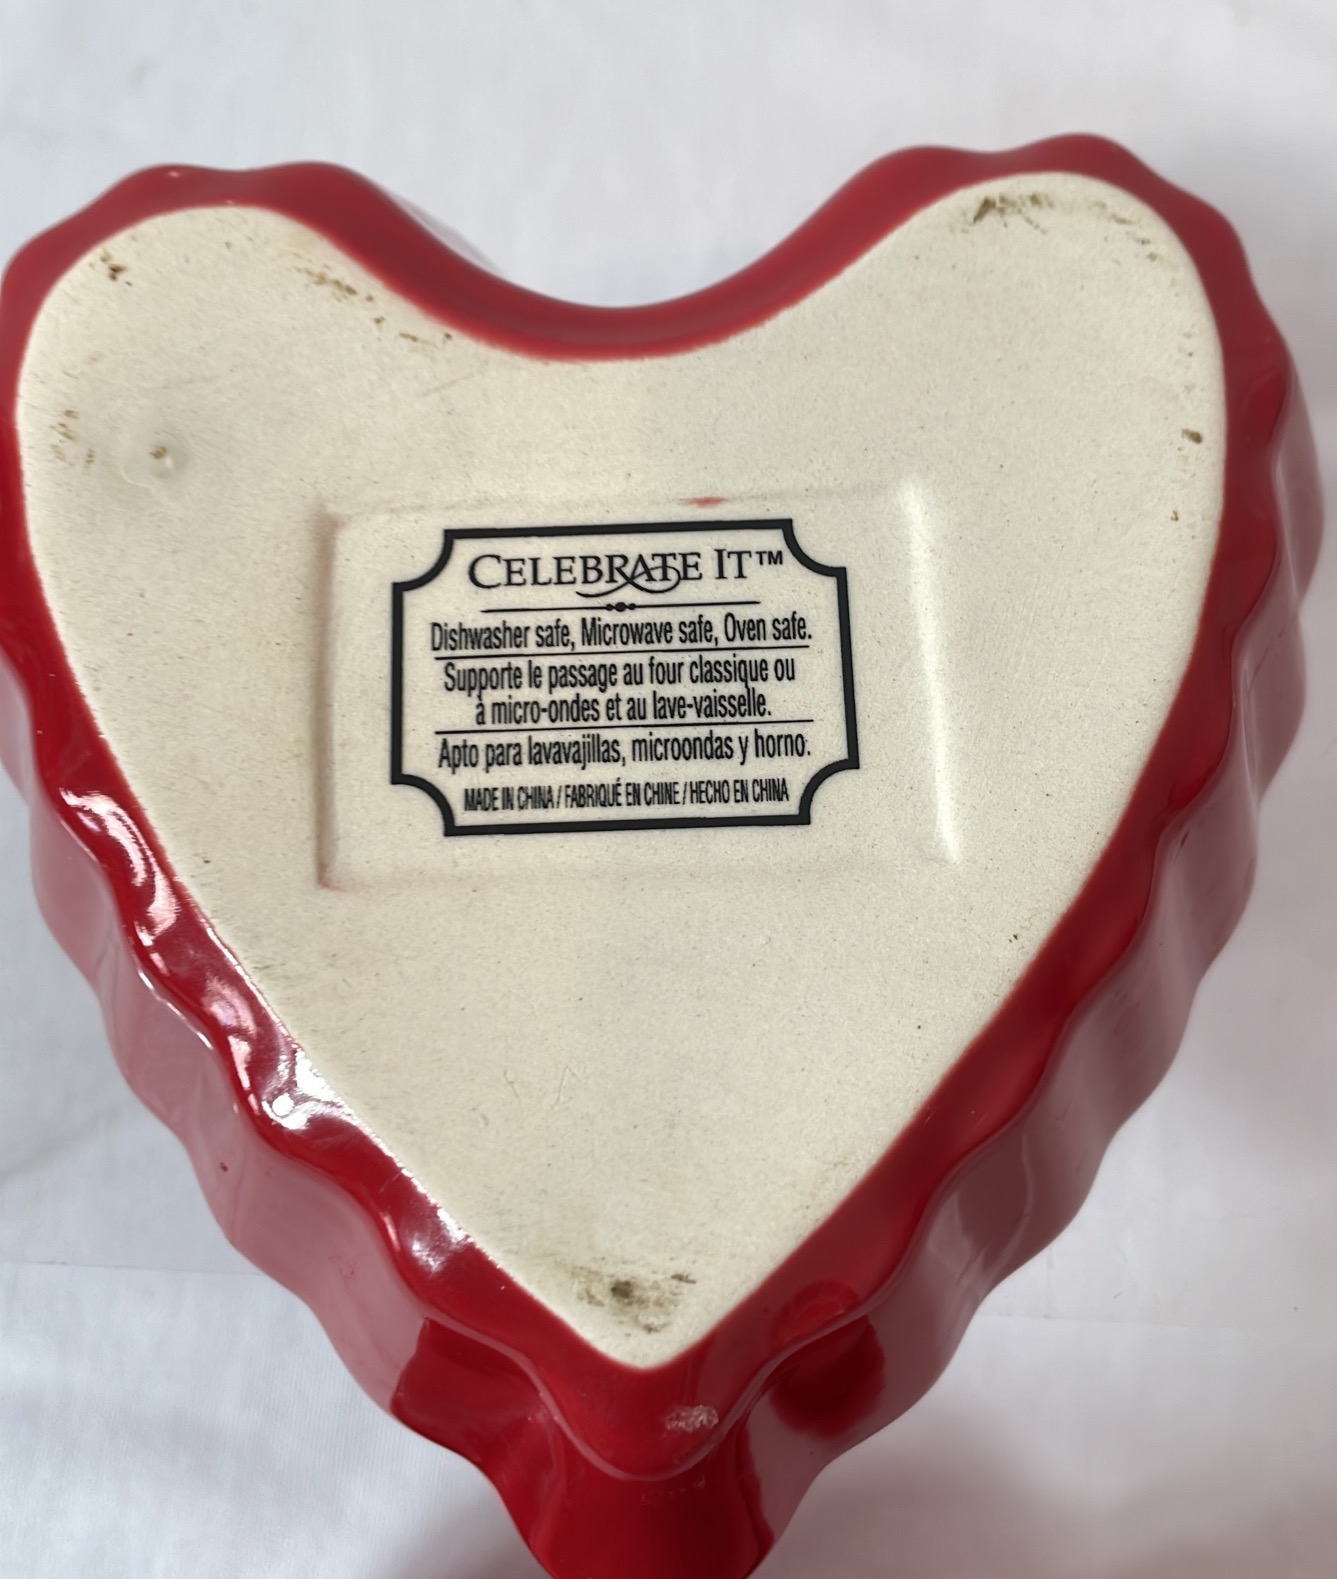 CELEBRATE IT™
Dishwasher safe, Microwave safe, Oven safe.
Supporte le passage au four classique ou
à micro-ondes et au lave-vaisselle.
Apto para lavavajillas, microondas y horno.
MADE IN CHINA / FABRIQUÉ EN CHINE / HECHO EN CHINA